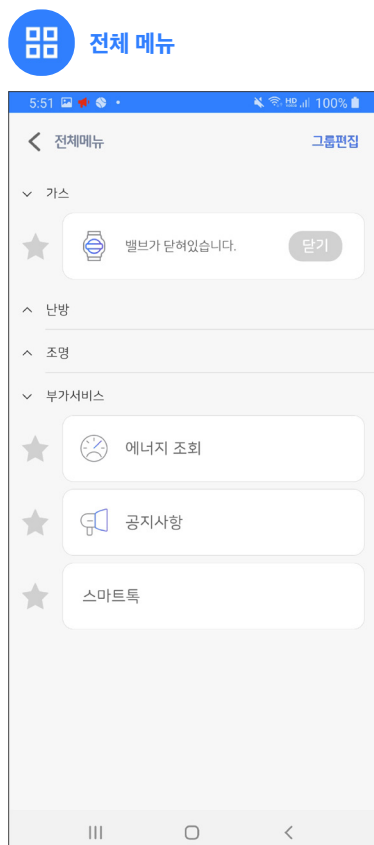 전체 메뉴
5:51 100%
전체메뉴 그룹편집
가스
밸브가 닫혀있습니다. 닫기
난방
조명
부가서비스
에너지 조회
공지사항
스마트톡